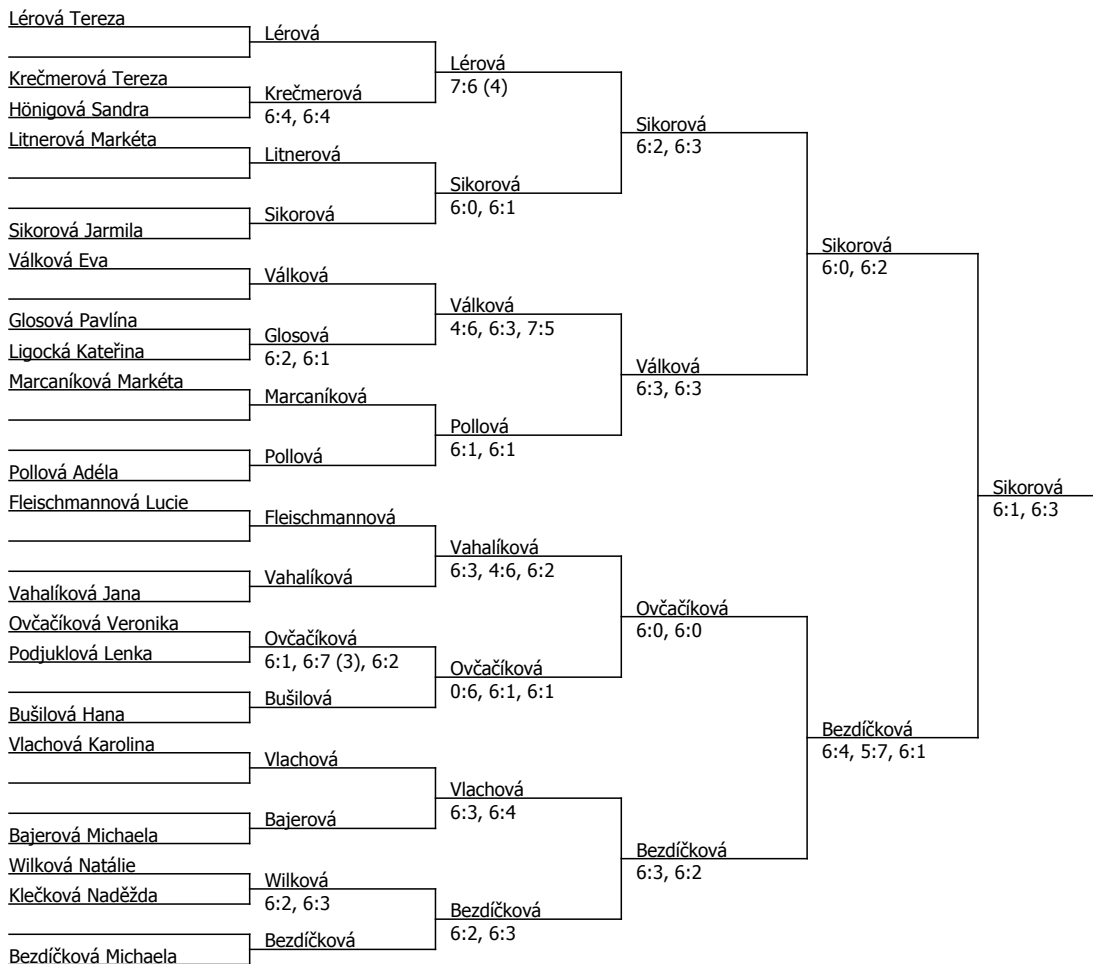 Lérová Tereza
Krečmerová Tereza
Hönigová Sandra
Litnerová Markéta
Sikorová Jarmila
Válková Eva
Glosová Pavlína
Ligocká Kateřina
Marcaníková Markéta
Pollová Adéla
Fleischmannová Lucie
Vahalíková Jana
Ovčačíková Veronika
Podjuklová Lenka
Bušilová Hana
Vlachová Karolina
Bajerová Michaela
Wilková Natálie
Klečková Naděžda
Bezdíčková Michaela
Lérová
Krečmerová
6:4, 6:4
Litnerová
Sikorová
Válková
Glosová
6:2, 6:1
Marcaníková
Pollová
Fleischmannová
Vahalíková
Ovčačíková
6:1, 6:7 (3), 6:2
Bušilová
Vlachová
Bajerová
Wilková
6:2, 6:3
Bezdíčková
Lérová
7:6 (4)
Sikorová
6:0, 6:1
Válková
4:6, 6:3, 7:5
Pollová
6:1, 6:1
Vahalíková
6:3, 4:6, 6:2
Ovčačíková
0:6, 6:1, 6:1
Vlachová
6:3, 6:4
Bezdíčková
6:2, 6:3
Sikorová
6:2, 6:3
Válková
6:3, 6:3
Ovčačíková
6:0, 6:0
Bezdíčková
6:3, 6:2
Sikorová
6:0, 6:2
Bezdíčková
6:4, 5:7, 6:1
Sikorová
6:1, 6:3